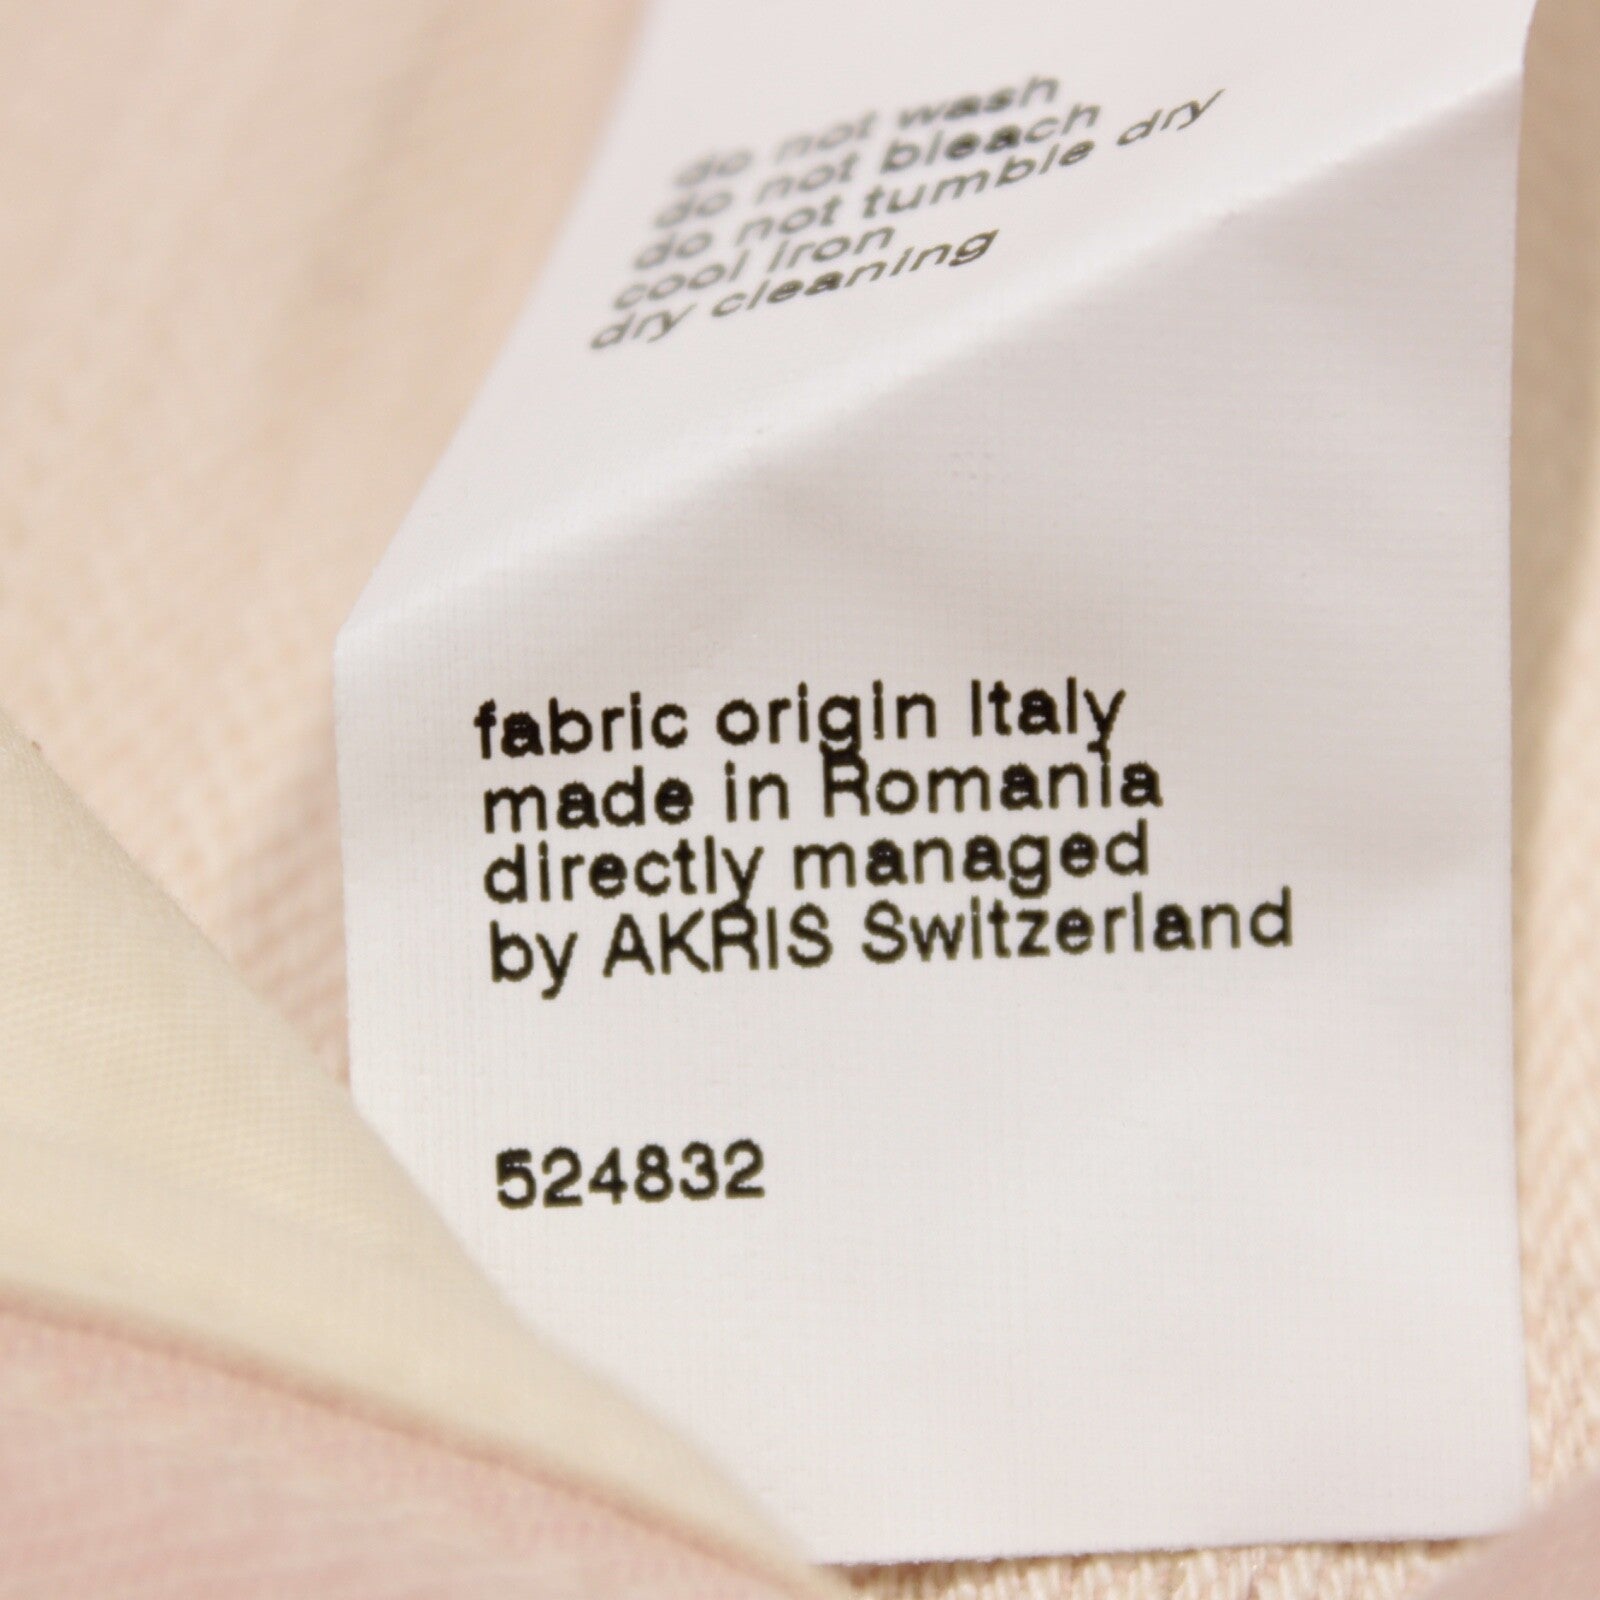 do not wash
do not bleach
do not tumble dry
cool iron
dry cleaning
fabric origin Italy
made in Romania
directly managed
by AKRIS Switzerland
524832